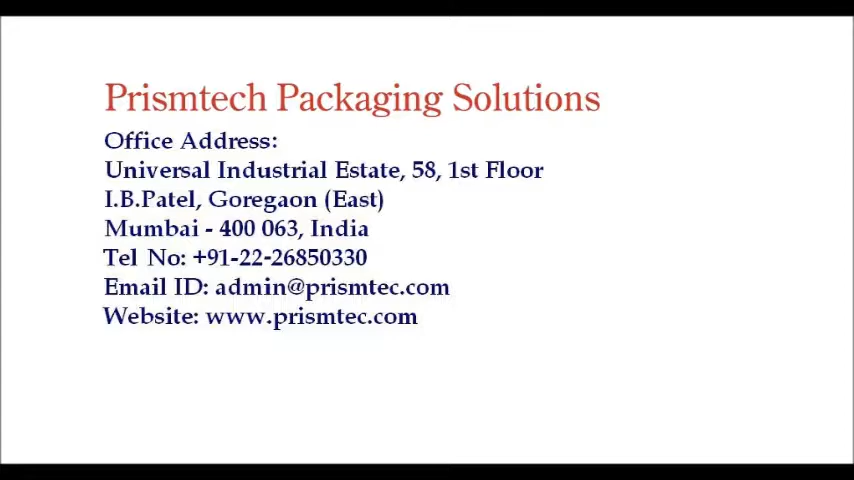 Prismtech Packaging Solutions
Office Address:
Universal Industrial Estate, 58, 1st Floor
I.B.Patel, Goregaon (East)
Mumbai - 400 063, India
Tel No: +91-22-26850330
Email ID: admin@prismtec.com
Website: www.prismtec.com